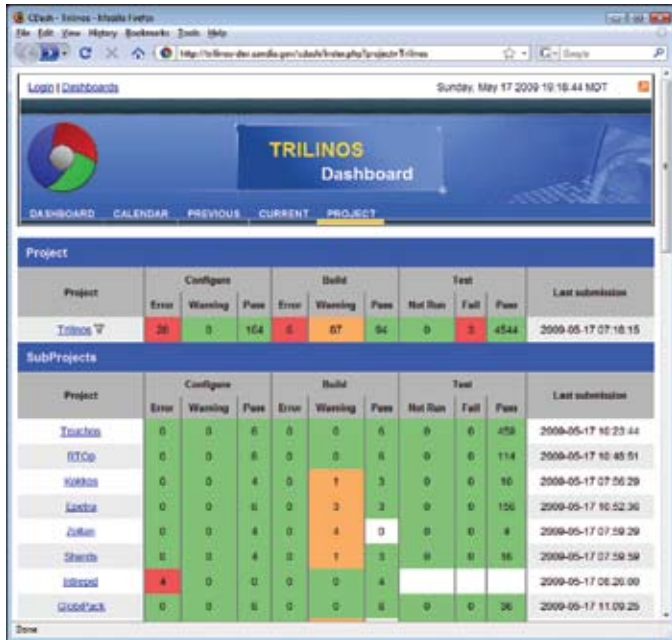 CDash - Trilinos - Mozilla Firefox
File Edit View History Bookmarks Tools Help
Login | Dashboards Sunday, May 17 2009 19:16:44 MDT
TRILINOS
Dashboard
DASHBOARD CALENDAR PREVIOUS CURRENT PROJECT
Project
Project Configure Build Test Last submission
Error Warning Pass Error Warning Pass Not Run Fail Pass
Trilinos 0 164 67 94 0 3 4544 2009-05-17 07:16:15
SubProjects
Project Configure Build Test Last submission
Error Warning Pass Error Warning Pass Not Run Fail Pass
Teuchos 0 0 6 0 0 6 0 0 2009-05-17 10:23:44
RTOp 0 0 6 0 0 6 0 0 114 2009-05-17 10:48:51
Kokkos 0 0 4 0 1 3 0 0 10 2009-05-17 07:56:29
Epetra 0 0 6 0 3 3 0 0 156 2009-05-17 10:52:36
Zoltan 0 0 4 0 4 0 0 0 4 2009-05-17 07:59:29
Shards 0 0 4 0 1 3 0 0 16 2009-05-17 07:59:59
Intrepid 4 0 0 0 0 4 2009-05-17 08:26:00
GlobiPack 0 0 6 0 0 6 0 0 36 2009-05-17 11:09:25
Done